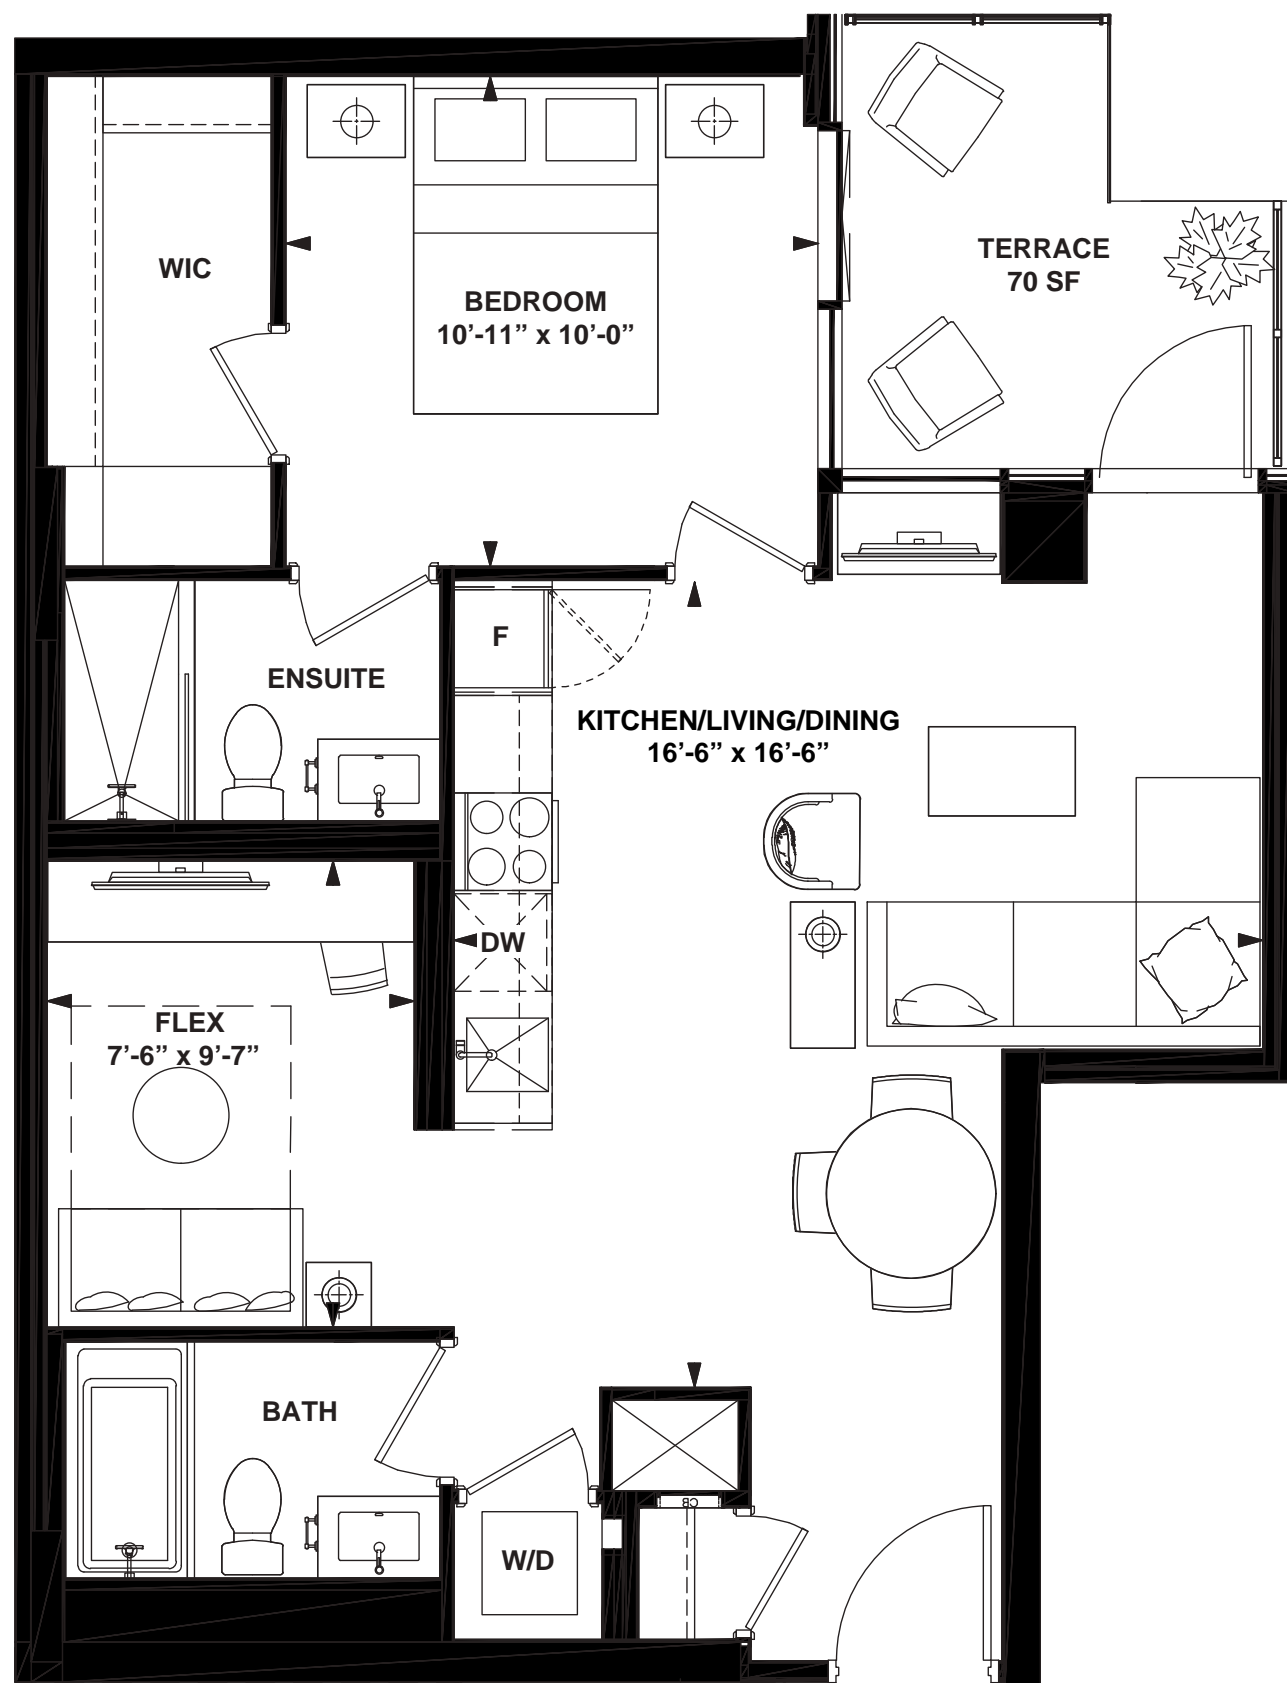 TERRACE
70 SF
WIC
BEDROOM
10’-11” x 10’-0”
F
ENSUITE
KITCHEN/LIVING/DINING
16’-6” x 16’-6”
DW
FLEX
7’-6” x 9’-7”
BATH
CB
W/D